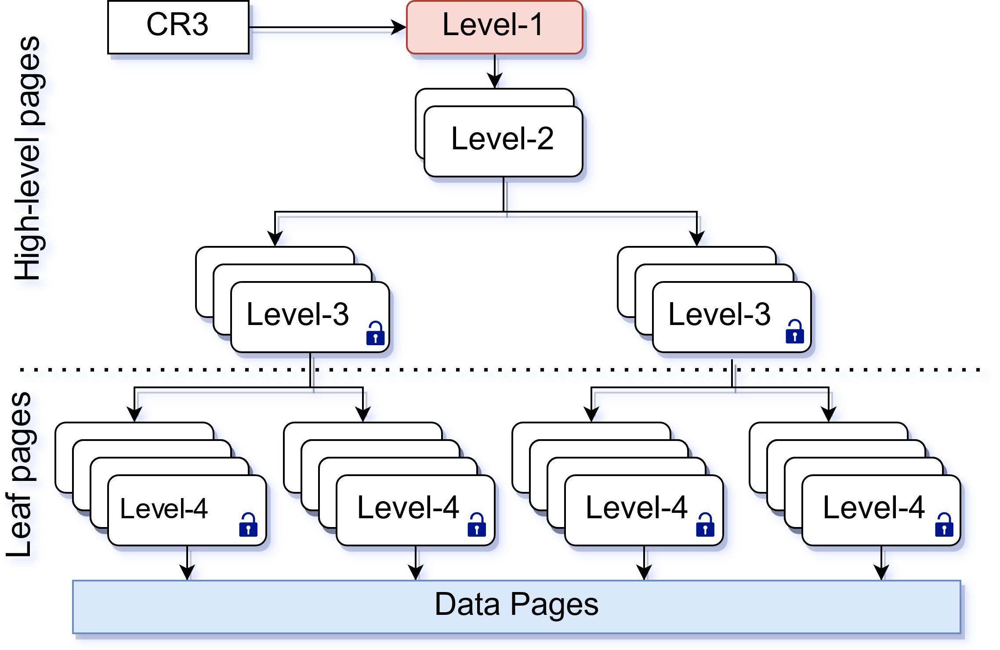 CR3
Level-1
High-level pages
Level-2
Level-3
Level-3
Leaf pages
Level-4
Level-4
Level-4
Level-4
Data Pages